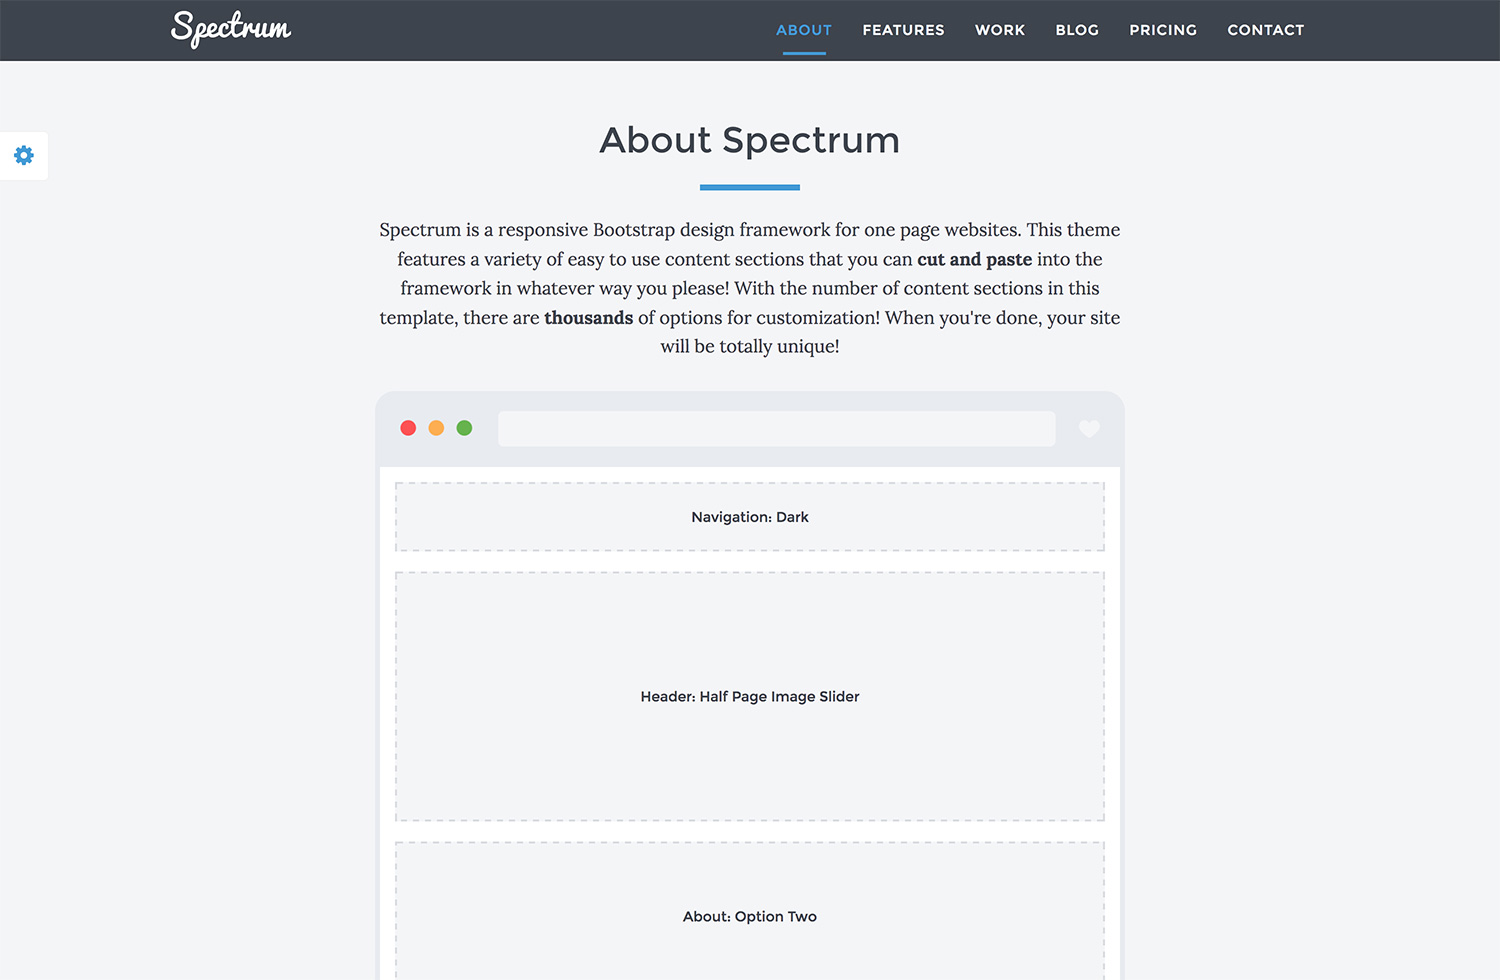 Spectrum
ABOUT FEATURES WORK BLOG PRICING CONTACT
About Spectrum
Spectrum is a responsive Bootstrap design framework for one page websites. This theme
features a variety of easy to use content sections that you can cut and paste into the
framework in whatever way you please! With the number of content sections in this
template, there are thousands of options for customization! When you're done, your site
will be totally unique!
Navigation: Dark
Header: Half Page Image Slider
About: Option Two